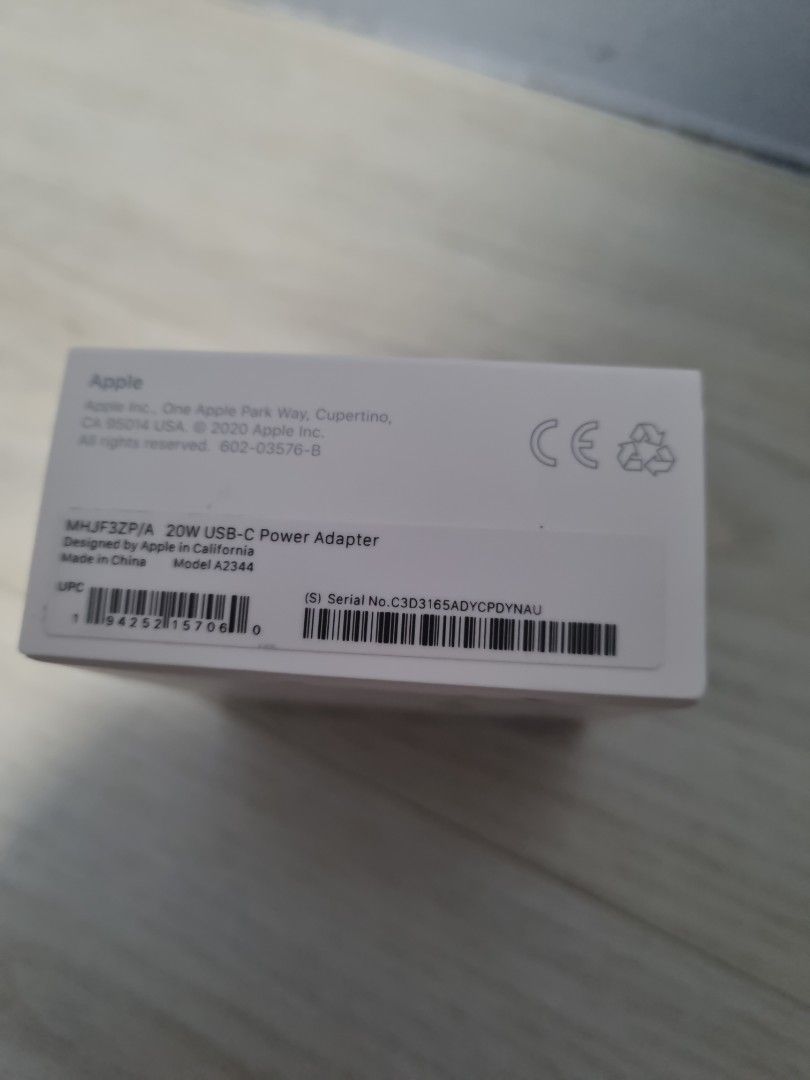 Apple
Apple Inc., One Apple Park Way, Cupertino,
CA 95014 USA. © 2020 Apple Inc.
All rights reserved. 602-03576-B
CE
MHJF3ZP/A 20W USB-C Power Adapter
Designed by Apple in California
Made in China Model A2344
UPC
1 94252 15706 0
(S) Serial No.C3D3165ADYCPDYNAU